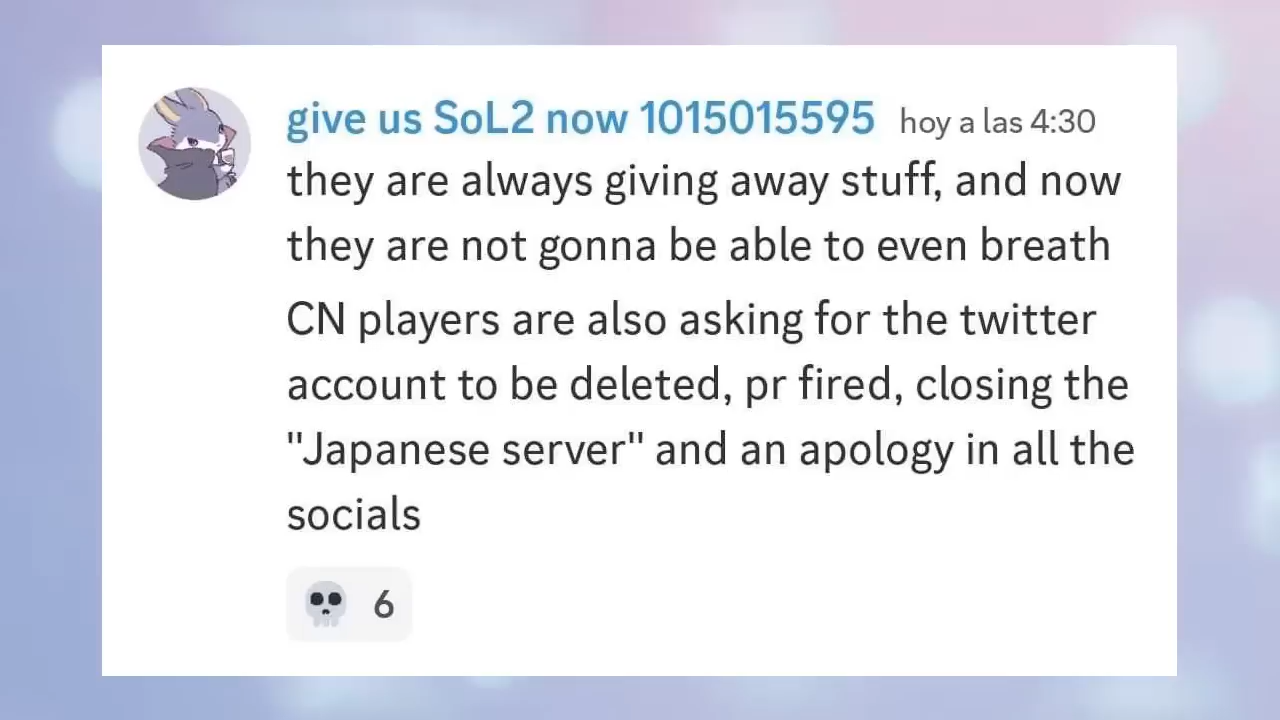 give us SoL2 now 1015015595 hoy a las 4:30
they are always giving away stuff, and now
they are not gonna be able to even breath
CN players are also asking for the twitter
account to be deleted, pr fired, closing the
"Japanese server" and an apology in all the
socials
6